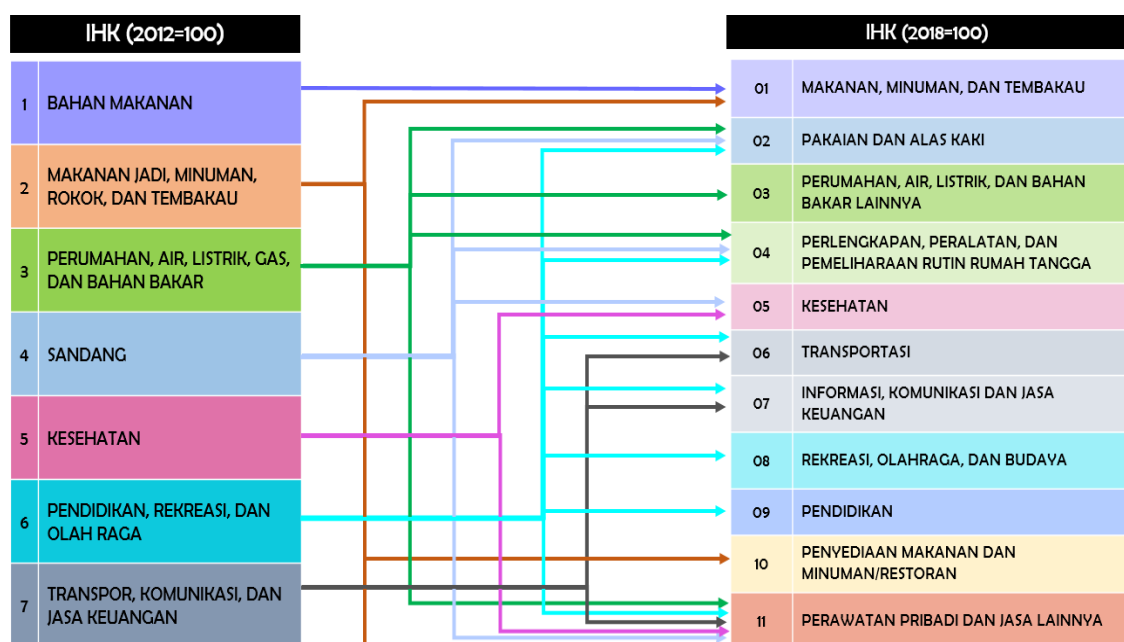 IHK (2012=100)
1 BAHAN MAKANAN
2 MAKANAN JADI, MINUMAN,
ROKOK, DAN TEMBAKAU
3 PERUMAHAN, AIR, LISTRIK, GAS,
DAN BAHAN BAKAR
4 SANDANG
5 KESEHATAN
6 PENDIDIKAN, REKREASI, DAN
OLAH RAGA
7 TRANSPOR, KOMUNIKASI, DAN
JASA KEUANGAN
IHK (2018=100)
01 MAKANAN, MINUMAN, DAN TEMBAKAU
02 PAKAIAN DAN ALAS KAKI
03 PERUMAHAN, AIR, LISTRIK, DAN BAHAN
BAKAR LAINNYA
04 PERLENGKAPAN, PERALATAN, DAN
PEMELIHARAAN RUTIN RUMAH TANGGA
05 KESEHATAN
06 TRANSPORTASI
07 INFORMASI, KOMUNIKASI DAN JASA
KEUANGAN
08 REKREASI, OLAHRAGA, DAN BUDAYA
09 PENDIDIKAN
10 PENYEDIAAN MAKANAN DAN
MINUMAN/RESTORAN
11 PERAWATAN PRIBADI DAN JASA LAINNYA